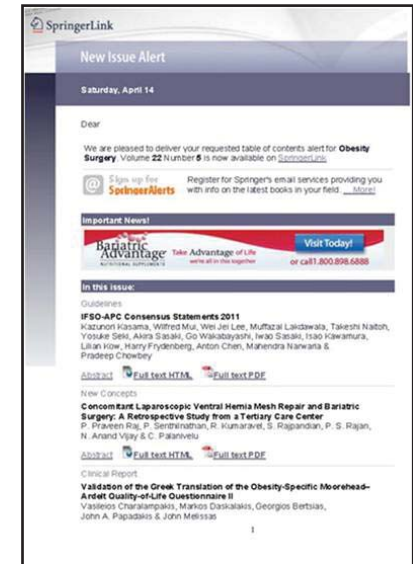 SpringerLink
New Issue Alert
Saturday, April 14
Dear
We are pleased to deliver your requested table of contents alert for Obesity
Surgery. Volume 22 Number 5 is now available on SpringerLink
@ Sign up for
SpringerAlerts
Register for Springer's email services providing you
with info on the latest books in your field. ... More!
Important News!
Bariatric
Advantage
NUTRITIONAL SUPPLEMENTS
Take Advantage of Life
we're all in this together
Visit Today!
or call 1.800.898.6888
In this issue:
Guidelines
IFSO-APC Consensus Statements 2011
Kazunori Kasama, Wilfred Mui, Wei Jei Lee, Muffazal Lakdawala, Takeshi Naitoh,
Yosuke Seki, Akira Sasaki, Go Wakabayashi, Iwao Sasaki, Isao Kawamura,
Lilian Kow, Harry Frydenberg, Anton Chen, Mahendra Narwaria &
Pradeep Chowbey
Abstract Full text HTML Full text PDF
New Concepts
Concomitant Laparoscopic Ventral Hernia Mesh Repair and Bariatric
Surgery: A Retrospective Study from a Tertiary Care Center
P. Praveen Raj, P. Senthilnathan, R. Kumaravel, S. Rajpandian, P. S. Rajan,
N. Anand Vijay & C. Palanivelu
Abstract Full text HTML Full text PDF
Clinical Report
Validation of the Greek Translation of the Obesity-Specific Moorehead–
Ardelt Quality-of-Life Questionnaire II
Vasileios Charalampakis, Markos Daskalakis, Georgios Bertsias,
John A. Papadakis & John Melissas
1